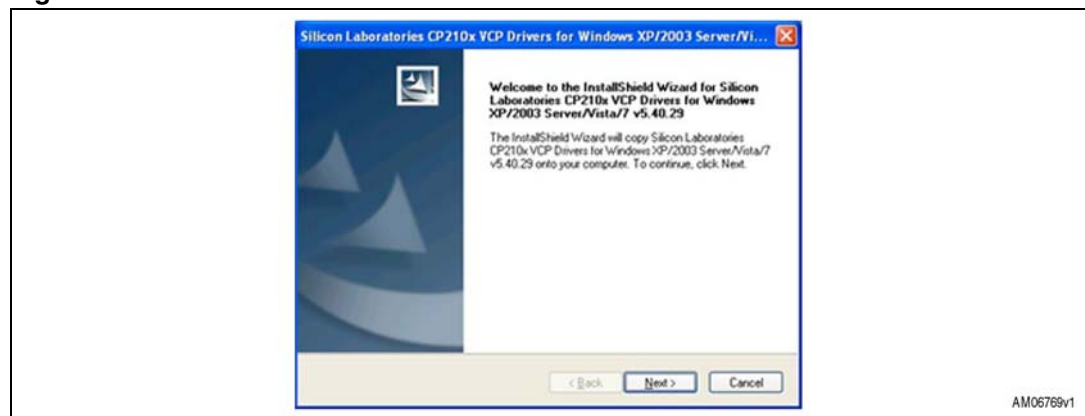 Silicon Laboratories CP210x VCP Drivers for Windows XP/2003 Server/Vi...
Welcome to the InstallShield Wizard for Silicon
Laboratories CP210x VCP Drivers for Windows
XP/2003 Server/Vista/7 v5.40.29
The InstallShield Wizard will copy Silicon Laboratories
CP210x VCP Drivers for Windows XP/2003 Server/Vista/7
v5.40.29 onto your computer. To continue, click Next.
< Back Next > Cancel
AM06769v1